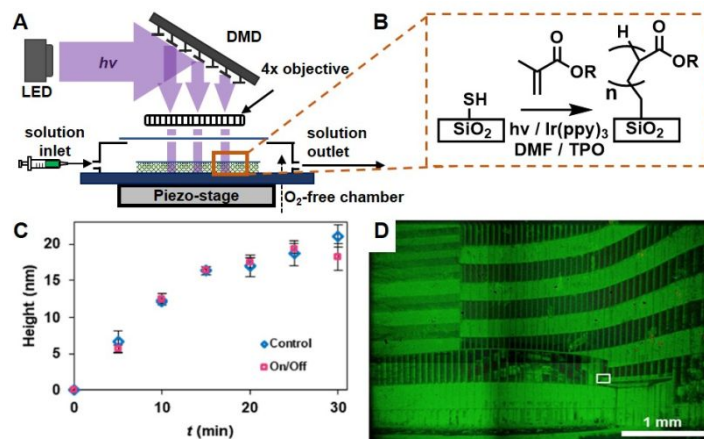 A
DMD
hν
LED
4x objective
solution
inlet
solution
outlet
Piezo-stage
O₂-free chamber
B
H
O
OR
O
OR
n
SH
SiO₂
hν / Ir(ppy)₃
DMF / TPO
SiO₂
C
Height (nm)
20
15
10
5
0
Control
On/Off
0
10
20
30
t (min)
D
1 mm